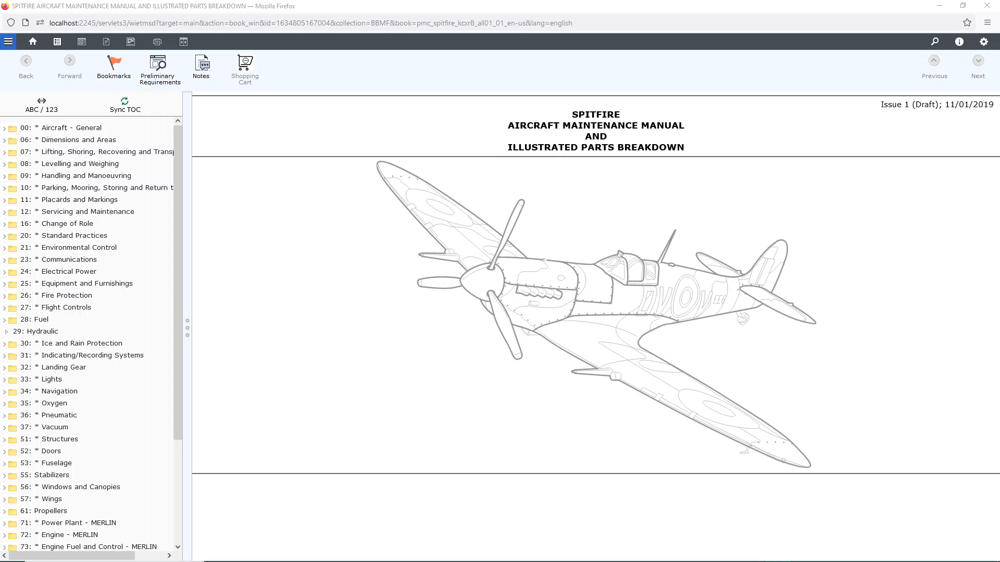 SPITFIRE AIRCRAFT MAINTENANCE MANUAL AND ILLUSTRATED PARTS BREAKDOWN — Mozilla Firefox
localhost:2245/servlets3/wietmsd?target=main&action=book_win&id=1634805167004&collection=BBMF&book=pmc_spitfire_kcxr8_all01_01_en-us&lang=english
Back
Forward
Bookmarks
Preliminary
Requirements
Notes
Shopping
Cart
Previous
Next
ABC / 123
Sync TOC
00: * Aircraft - General
06: * Dimensions and Areas
07: * Lifting, Shoring, Recovering and Transp
08: * Levelling and Weighing
09: * Handling and Manoeuvring
10: * Parking, Mooring, Storing and Return t
11: * Placards and Markings
12: * Servicing and Maintenance
16: * Change of Role
20: * Standard Practices
21: * Environmental Control
23: * Communications
24: * Electrical Power
25: * Equipment and Furnishings
26: * Fire Protection
27: * Flight Controls
28: Fuel
29: Hydraulic
30: * Ice and Rain Protection
31: * Indicating/Recording Systems
32: * Landing Gear
33: * Lights
34: * Navigation
35: * Oxygen
36: * Pneumatic
37: * Vacuum
51: * Structures
52: * Doors
53: * Fuselage
55: Stabilizers
56: * Windows and Canopies
57: * Wings
61: Propellers
71: * Power Plant - MERLIN
72: * Engine - MERLIN
73: * Engine Fuel and Control - MERLIN
Issue 1 (Draft); 11/01/2019
SPITFIRE
AIRCRAFT MAINTENANCE MANUAL
AND
ILLUSTRATED PARTS BREAKDOWN